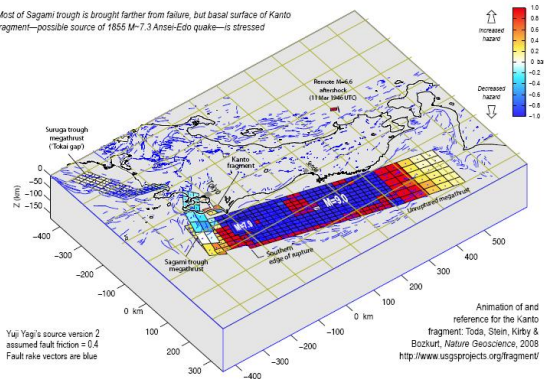 Most of Sagami trough is brought farther from failure, but basal surface of Kanto
fragment—possible source of 1855 M~7.3 Ansei-Edo quake—is stressed
1.0
0.8
0.6
0.4
0.2
0 bar
-0.2
-0.4
-0.6
-0.8
-1.0
Increased
hazard
Decreased
hazard
Remote M=6.6
aftershock
(11 Mar 1946 UTC)
Suruga trough
megathrust
('Tokai gap')
Kanto
fragment
M=9.0
M=7.9
Unruptured megathrust
Southern
edge of rupture
Sagami trough
megathrust
Z (km)
0
-50
-100
-150
-400
-300
-200
-100
0 km
100
200
300
-400
-300
-200
-100
0 km
100
200
300
400
500
Yuji Yagi's source version 2
assumed fault friction = 0.4
Fault rake vectors are blue
Animation of and
reference for the Kanto
fragment: Toda, Stein, Kirby &
Bozkurt, Nature Geoscience, 2008
http://www.usgsprojects.org/fragment/